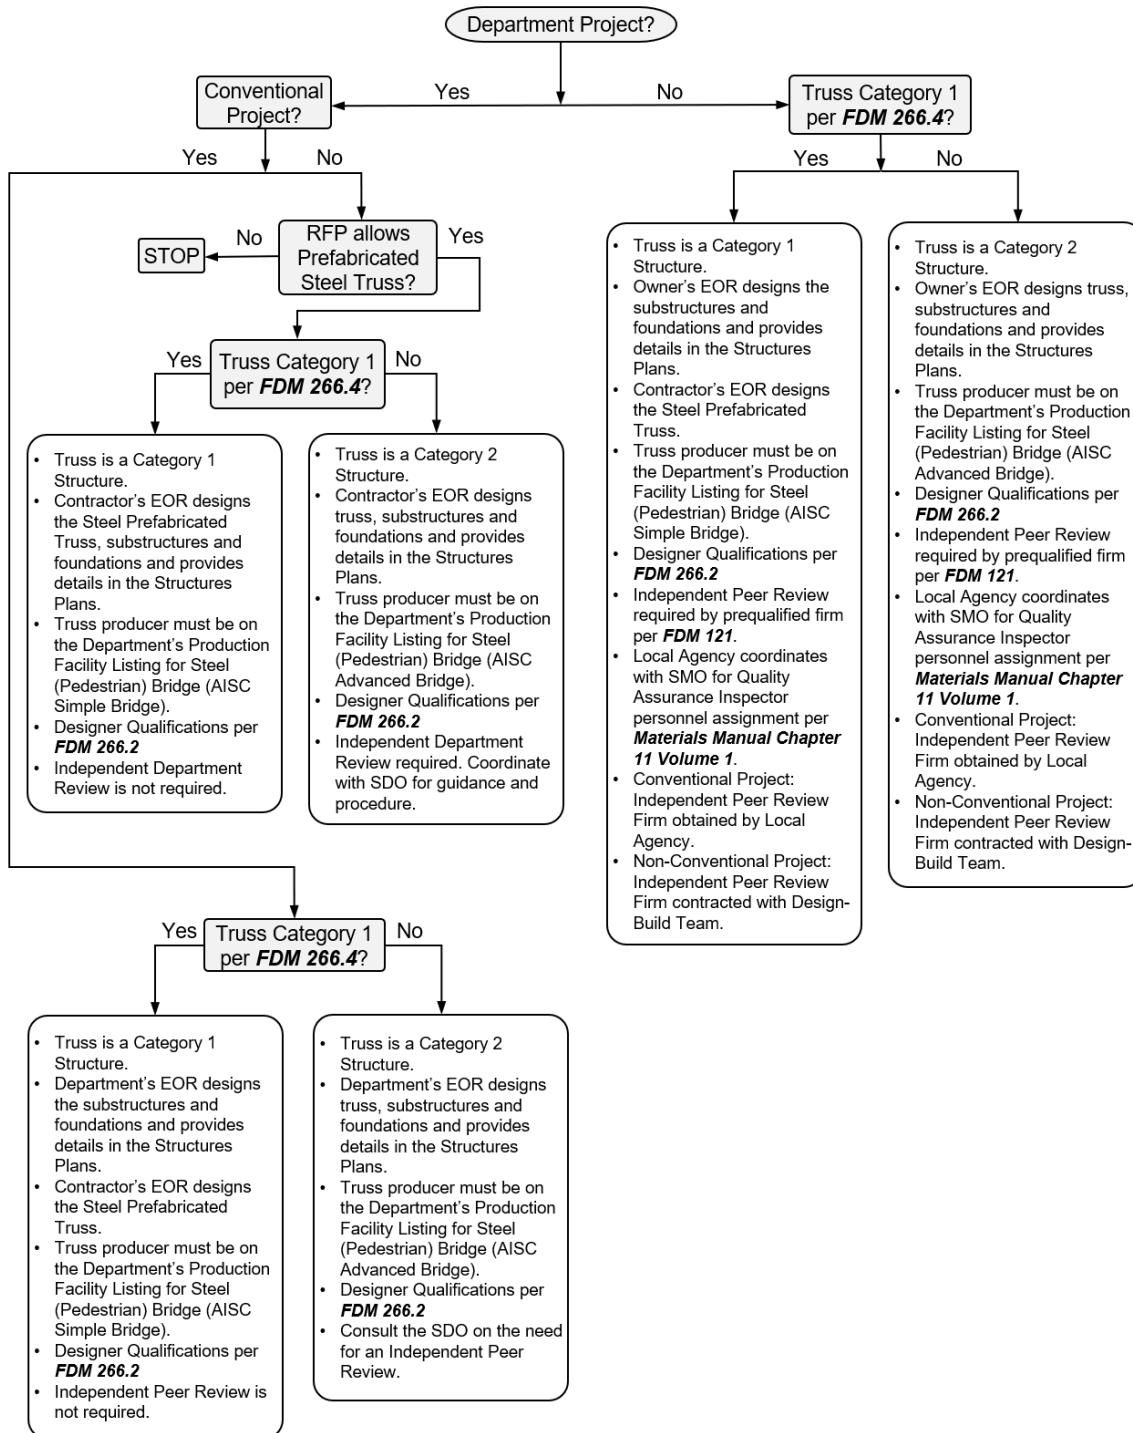 Department Project?
Yes
No
Conventional
Project?
Truss Category 1
per FDM 266.4?
Yes
No
Yes
No
RFP allows
Prefabricated
Steel Truss?
No
Yes
STOP
Truss Category 1
per FDM 266.4?
Yes
No
• Truss is a Category 1
Structure.
• Contractor's EOR designs
the Steel Prefabricated
Truss, substructures and
foundations and provides
details in the Structures
Plans.
• Truss producer must be on
the Department's Production
Facility Listing for Steel
(Pedestrian) Bridge (AISC
Simple Bridge).
• Designer Qualifications per
FDM 266.2
• Independent Department
Review is not required.
• Truss is a Category 2
Structure.
• Contractor's EOR designs
truss, substructures and
foundations and provides
details in the Structures
Plans.
• Truss producer must be on
the Department's Production
Facility Listing for Steel
(Pedestrian) Bridge (AISC
Advanced Bridge).
• Designer Qualifications per
FDM 266.2
• Independent Department
Review required. Coordinate
with SDO for guidance and
procedure.
• Truss is a Category 1
Structure.
• Owner's EOR designs the
substructures and
foundations and provides
details in the Structures
Plans.
• Contractor's EOR designs
the Steel Prefabricated
Truss.
• Truss producer must be on
the Department's Production
Facility Listing for Steel
(Pedestrian) Bridge (AISC
Simple Bridge).
• Designer Qualifications per
FDM 266.2
• Independent Peer Review
required by prequalified firm
per FDM 121.
• Local Agency coordinates
with SMO for Quality
Assurance Inspector
personnel assignment per
Materials Manual Chapter
11 Volume 1.
• Conventional Project:
Independent Peer Review
Firm obtained by Local
Agency.
• Non-Conventional Project:
Independent Peer Review
Firm contracted with Design-
Build Team.
• Truss is a Category 2
Structure.
• Owner's EOR designs truss,
substructures and
foundations and provides
details in the Structures
Plans.
• Truss producer must be on
the Department's Production
Facility Listing for Steel
(Pedestrian) Bridge (AISC
Advanced Bridge).
• Designer Qualifications per
FDM 266.2
• Independent Peer Review
required by prequalified firm
per FDM 121.
• Local Agency coordinates
with SMO for Quality
Assurance Inspector
personnel assignment per
Materials Manual Chapter
11 Volume 1.
• Conventional Project:
Independent Peer Review
Firm obtained by Local
Agency.
• Non-Conventional Project:
Independent Peer Review
Firm contracted with Design-
Build Team.
Truss Category 1
per FDM 266.4?
Yes
No
• Truss is a Category 1
Structure.
• Department's EOR designs
the substructures and
foundations and provides
details in the Structures
Plans.
• Contractor's EOR designs
the Steel Prefabricated
Truss.
• Truss producer must be on
the Department's Production
Facility Listing for Steel
(Pedestrian) Bridge (AISC
Simple Bridge).
• Designer Qualifications per
FDM 266.2
• Independent Peer Review is
not required.
• Truss is a Category 2
Structure.
• Department's EOR designs
truss, substructures and
foundations and provides
details in the Structures
Plans.
• Truss producer must be on
the Department's Production
Facility Listing for Steel
(Pedestrian) Bridge (AISC
Advanced Bridge).
• Designer Qualifications per
FDM 266.2
• Consult the SDO on the need
for an Independent Peer
Review.